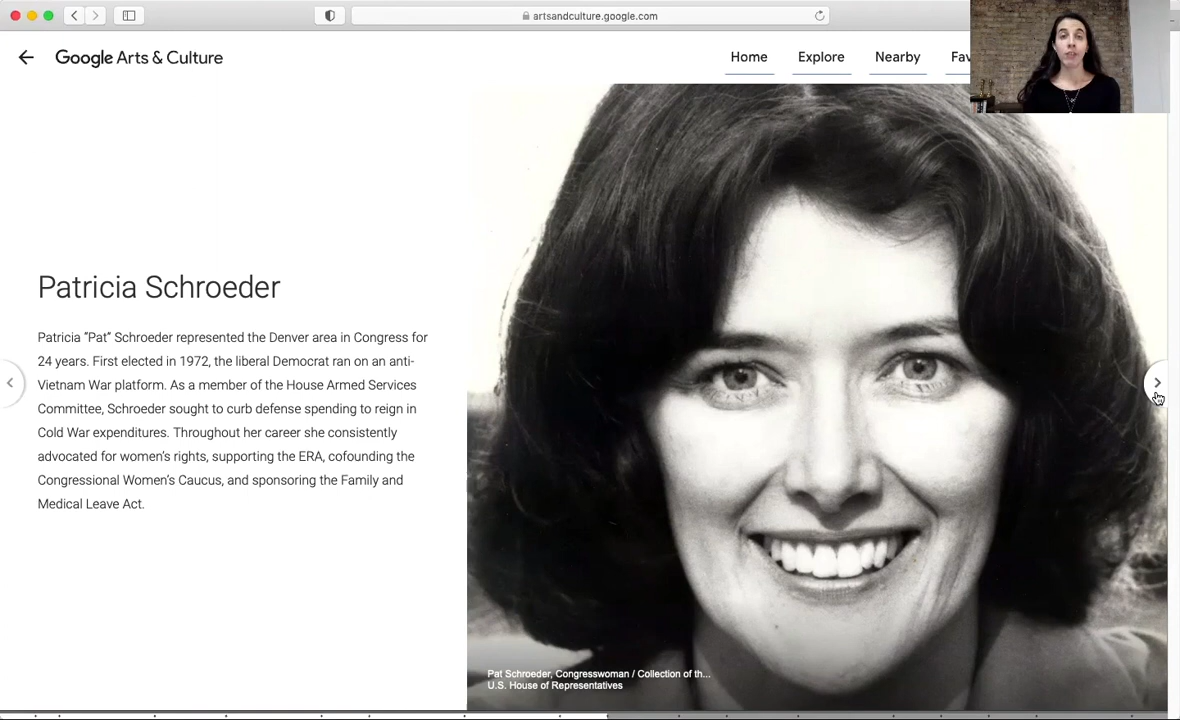 artsandculture.google.com
Google Arts & Culture
Home Explore Nearby Fav
Patricia Schroeder
Patricia "Pat" Schroeder represented the Denver area in Congress for
24 years. First elected in 1972, the liberal Democrat ran on an anti-
Vietnam War platform. As a member of the House Armed Services
Committee, Schroeder sought to curb defense spending to reign in
Cold War expenditures. Throughout her career she consistently
advocated for women's rights, supporting the ERA, cofounding the
Congressional Women's Caucus, and sponsoring the Family and
Medical Leave Act.
Pat Schroeder, Congresswoman / Collection of th...
U.S. House of Representatives